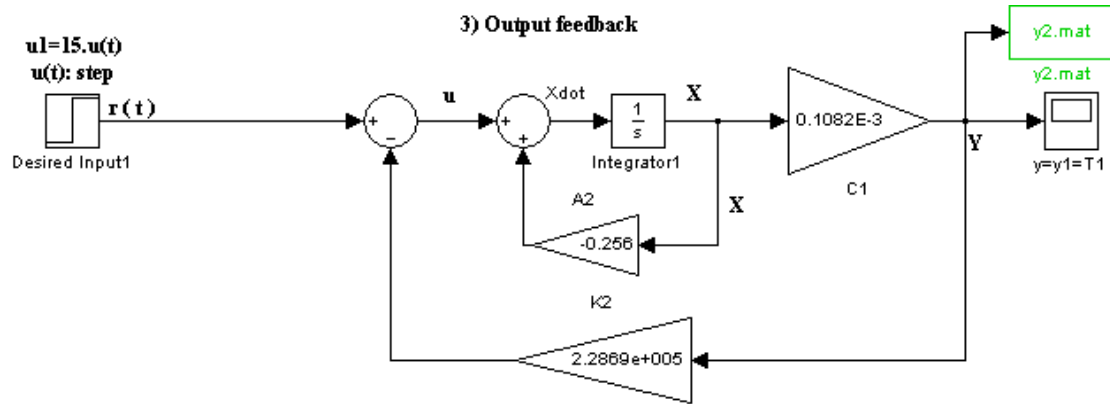 3) Output feedback
u1=15.u(t)
u(t): step
r(t)
Desired Input1
+
−
u
+
+
Xdot
1
s
Integrator1
X
0.1082E-3
C1
y2.mat
y2.mat
Y
y=y1=T1
X
A2
-0.256
K2
2.2869e+005